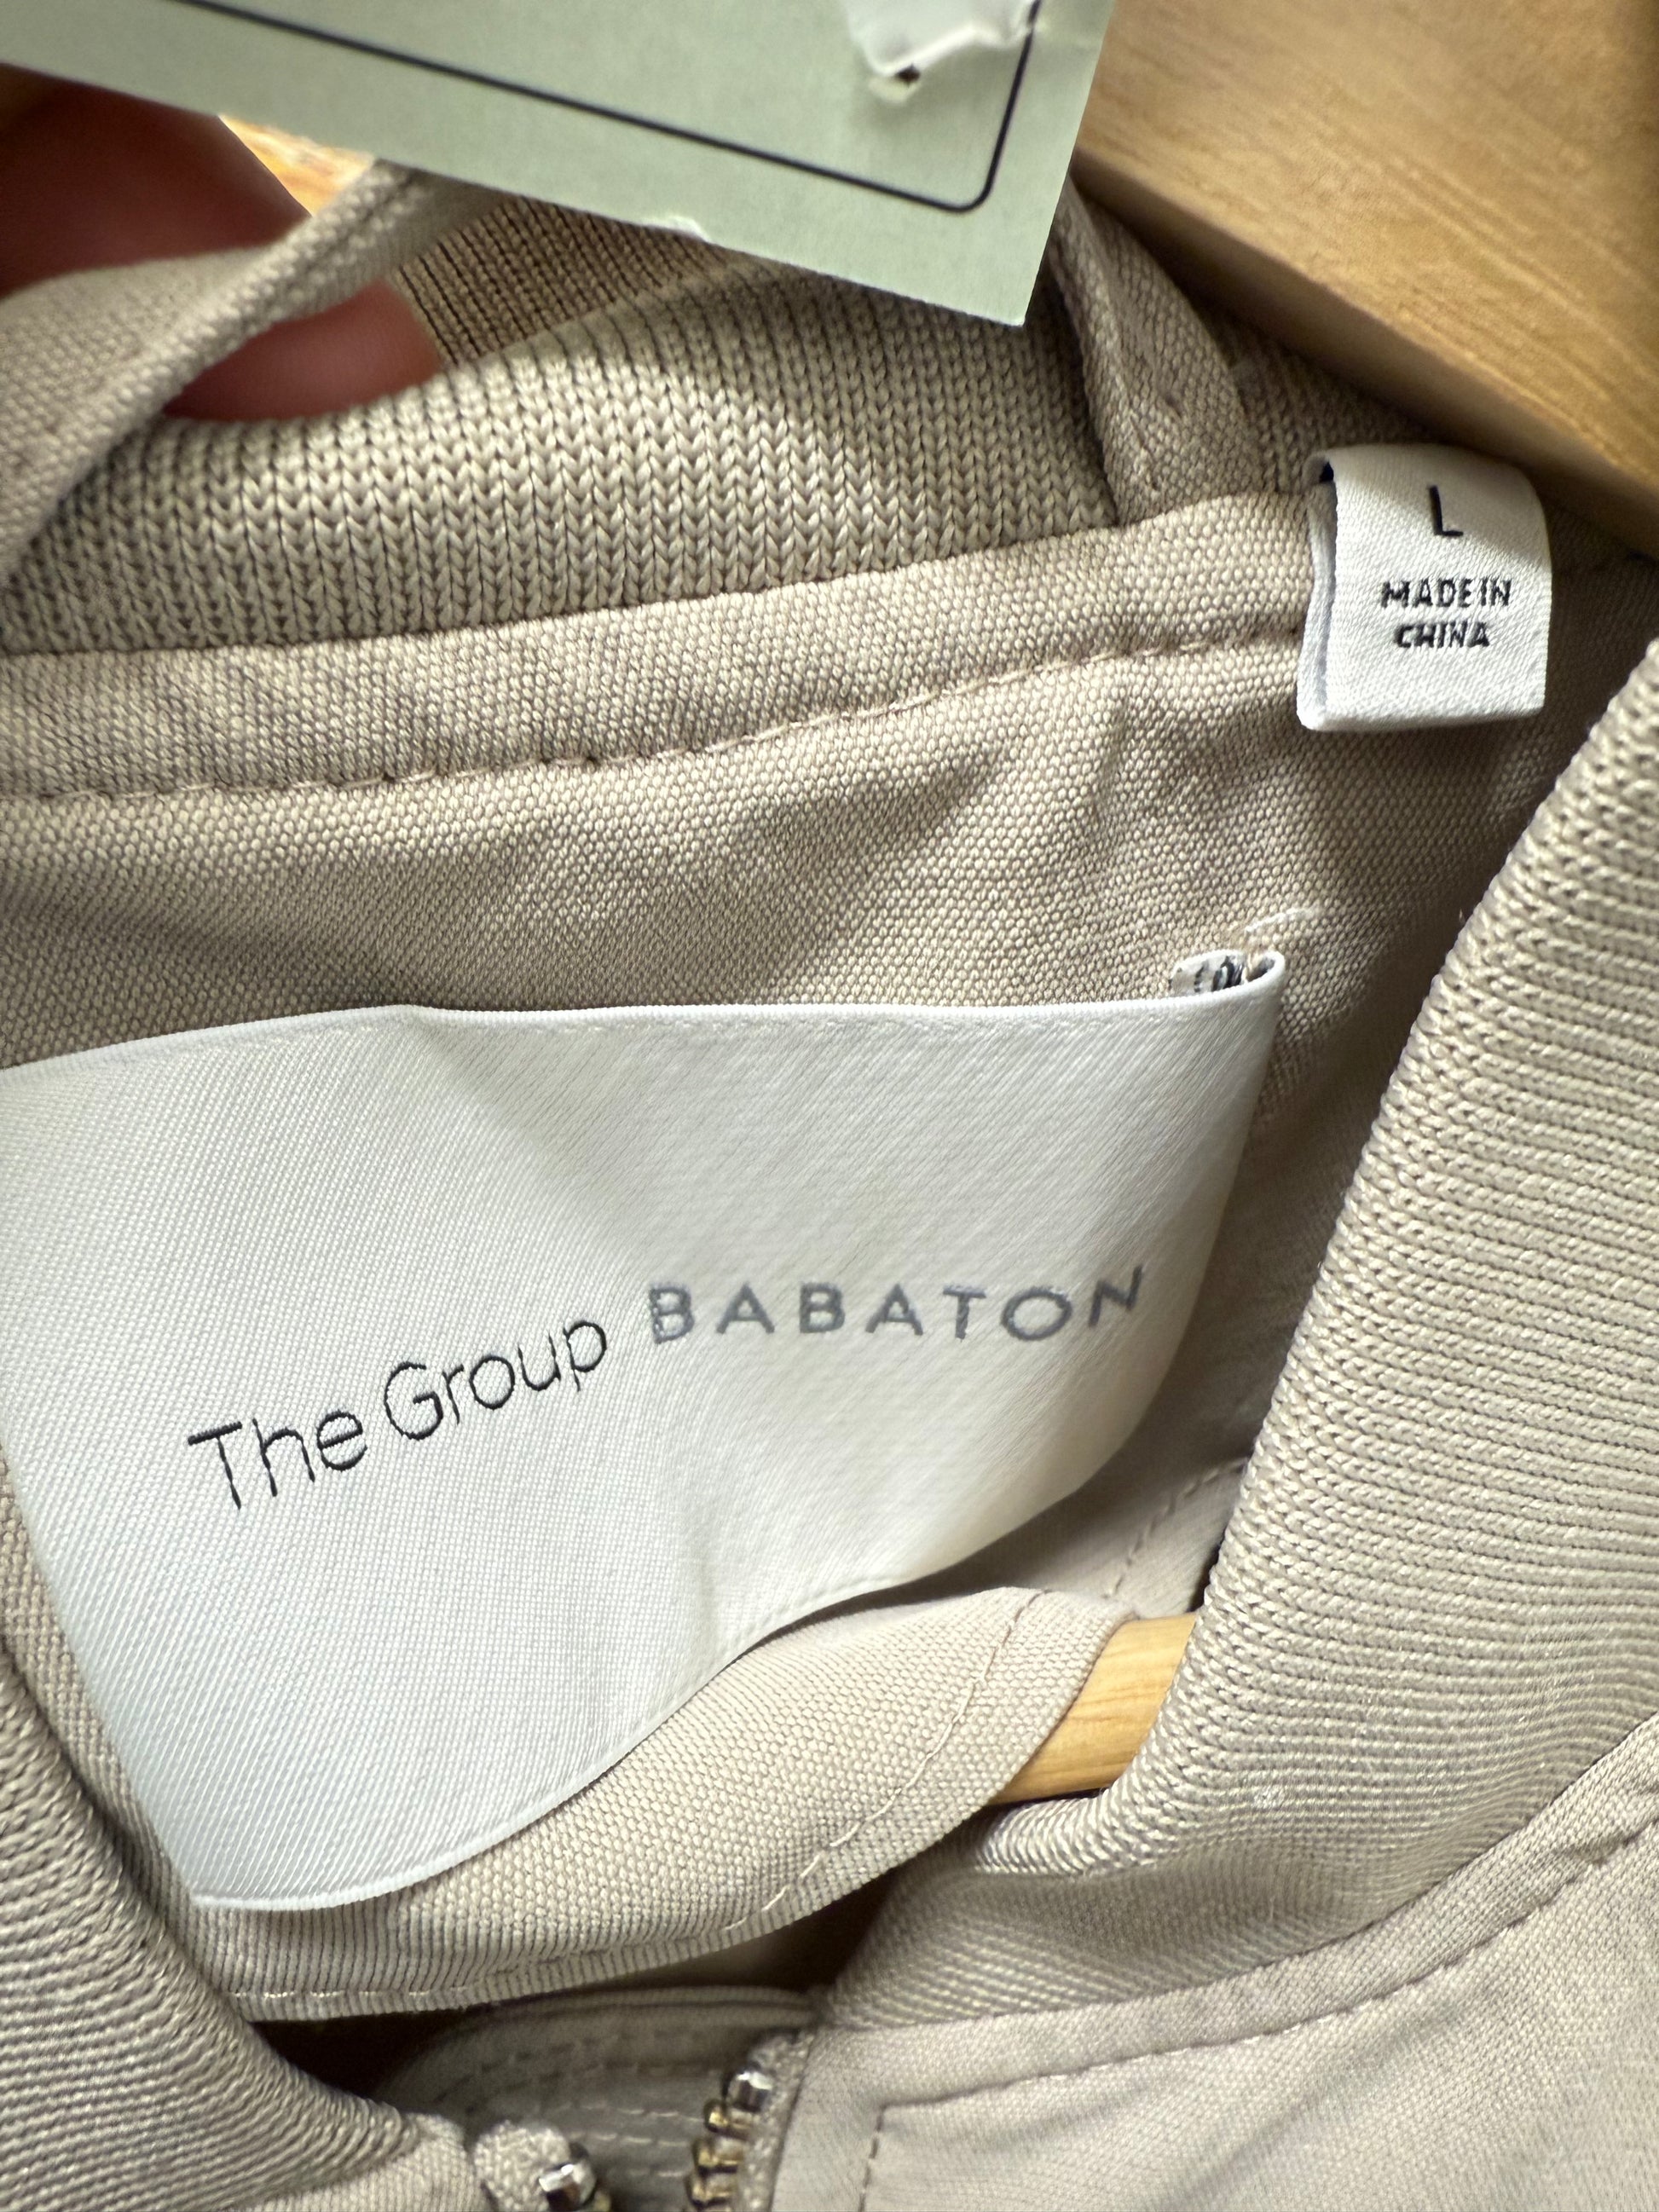 L
MADE IN
CHINA
The Group BABATON